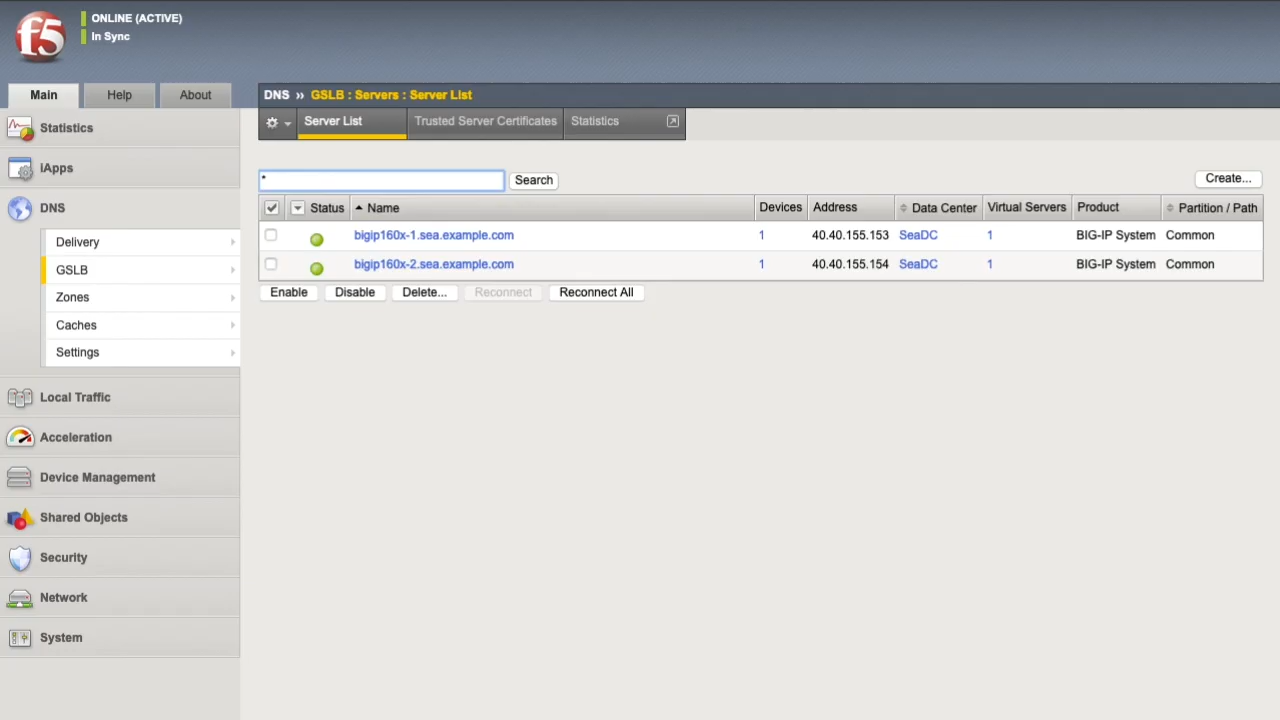 f5
ONLINE (ACTIVE)
In Sync
Main Help About
DNS ›› GSLB : Servers : Server List
Server List Trusted Server Certificates Statistics
Statistics
iApps
DNS
Delivery
GSLB
Zones
Caches
Settings
Local Traffic
Acceleration
Device Management
Shared Objects
Security
Network
System
* Search Create...
Status Name Devices Address Data Center Virtual Servers Product Partition / Path
bigip160x-1.sea.example.com 1 40.40.155.153 SeaDC 1 BIG-IP System Common
bigip160x-2.sea.example.com 1 40.40.155.154 SeaDC 1 BIG-IP System Common
Enable Disable Delete... Reconnect Reconnect All